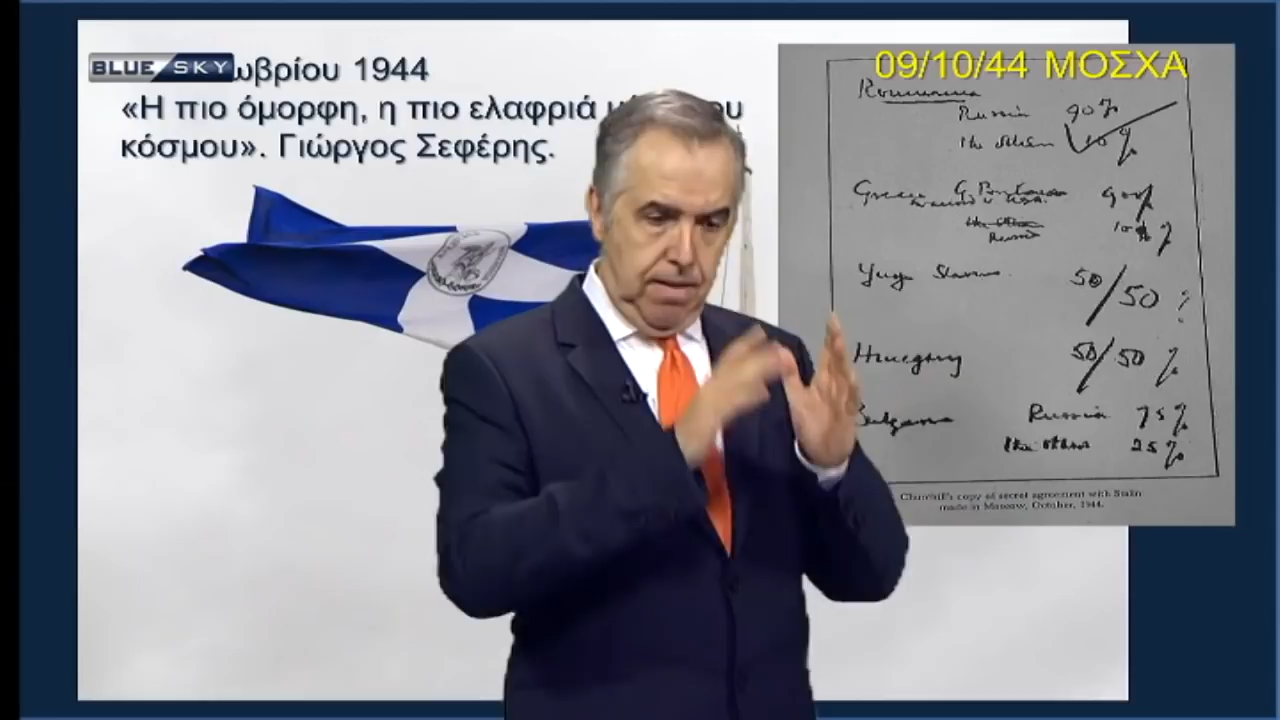 BLUE SKY
ωβρίου 1944
«Η πιο όμορφη, η πιο ελαφριά
κόσμου». Γιώργος Σεφέρης.
09/10/44 ΜΟΣΧΑ
Roumania
Russia 90%
The others 10%
Greece 90%
Russia 10%
Yugo Slavia 50/50 %
Hungary 50/50 %
Bulgaria Russia 75%
the others 25%
Churchill's copy of secret agreement with Stalin
made in Moscow, October, 1944.